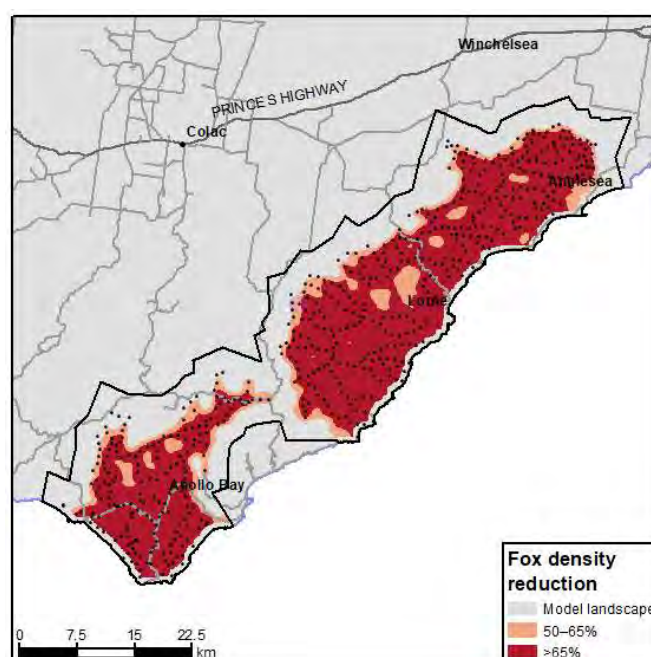 Winchelsea
PRINCES HIGHWAY
Colac
Anglesea
Lorne
Apollo Bay
Fox density
reduction
Model landscape
50–65%
>65%
0 7.5 15 22.5
km